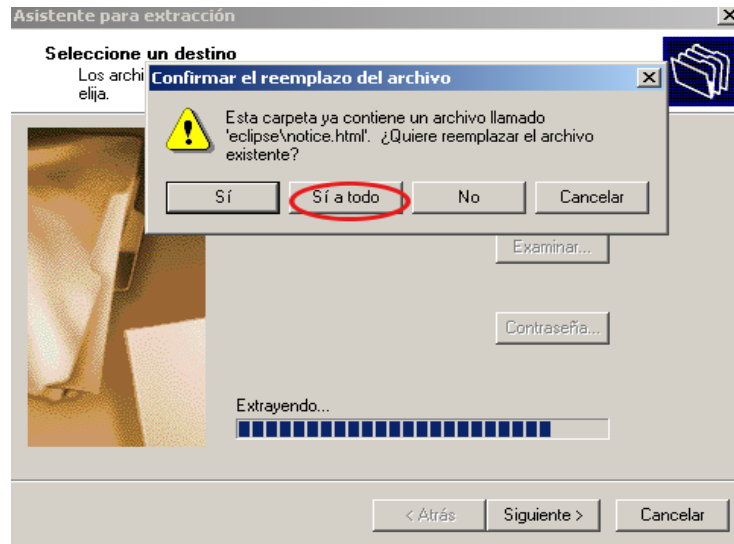 Asistente para extracción
Seleccione un destino
Los archi
elija.
Confirmar el reemplazo del archivo
Esta carpeta ya contiene un archivo llamado
'eclipse\notice.html'. ¿Quiere reemplazar el archivo
existente?
Sí Sí a todo No Cancelar
Examinar...
Contraseña...
Extrayendo...
< Atrás Siguiente > Cancelar